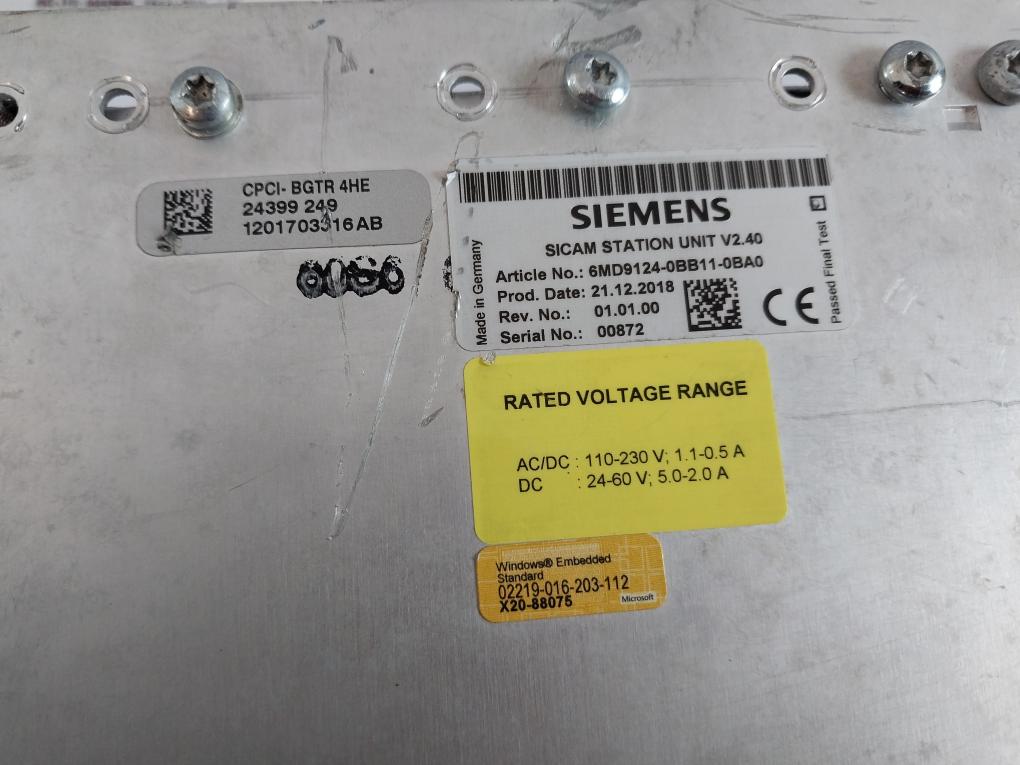 CPCI- BGTR 4HE
24399 249
1201703316AB
SIEMENS
SICAM STATION UNIT V2.40
Article No.: 6MD9124-0BB11-0BA0
Prod. Date: 21.12.2018
Rev. No.: 01.01.00
Serial No.: 00872
Made in Germany
CE
Passed Final Test
RATED VOLTAGE RANGE
AC/DC : 110-230 V; 1.1-0.5 A
DC : 24-60 V; 5.0-2.0 A
Windows® Embedded
Standard
02219-016-203-112
X20-88075
Microsoft